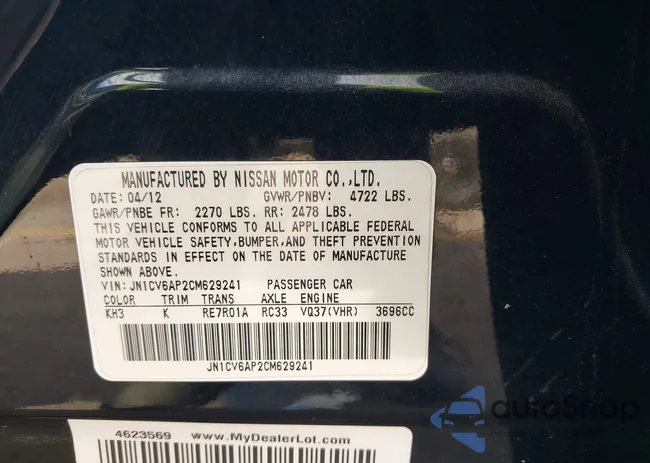 MANUFACTURED BY NISSAN MOTOR CO.,LTD.
DATE: 04/12 GVWR/PNBV: 4722 LBS.
GAWR/PNBE FR: 2270 LBS. RR: 2478 LBS.
THIS VEHICLE CONFORMS TO ALL APPLICABLE FEDERAL
MOTOR VEHICLE SAFETY,BUMPER,AND THEFT PREVENTION
STANDARDS IN EFFECT ON THE DATE OF MANUFACTURE
SHOWN ABOVE.
VIN: JN1CV6AP2CM629241 PASSENGER CAR
COLOR TRIM TRANS AXLE ENGINE
KH3 K RE7R01A RC33 VQ37(VHR) 3696CC
JN1CV6AP2CM629241
4623569 www.MyDealerLot.com
autoSnap